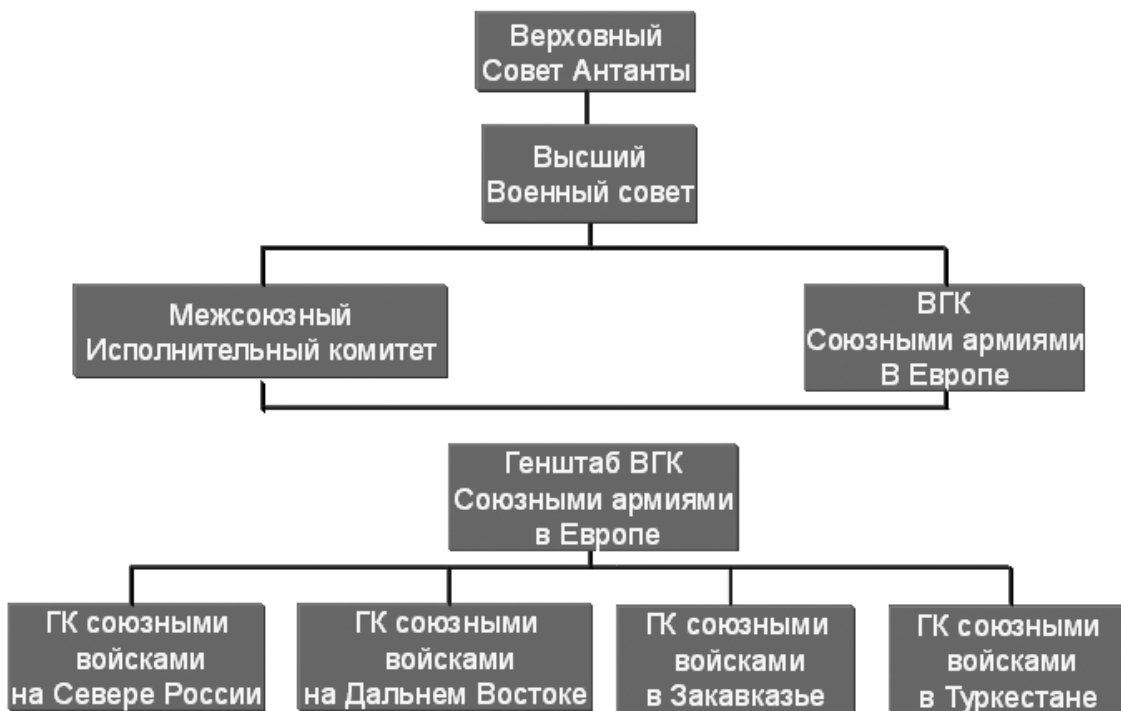 Верховный
Совет Антанты
Высший
Военный совет
Межсоюзный
Исполнительный комитет
ВГК
Союзными армиями
В Европе
Генштаб ВГК
Союзными армиями
в Европе
ГК союзными
войсками
на Севере России
ГК союзными
войсками
на Дальнем Востоке
ГК союзными
войсками
в Закавказье
ГК союзными
войсками
в Туркестане